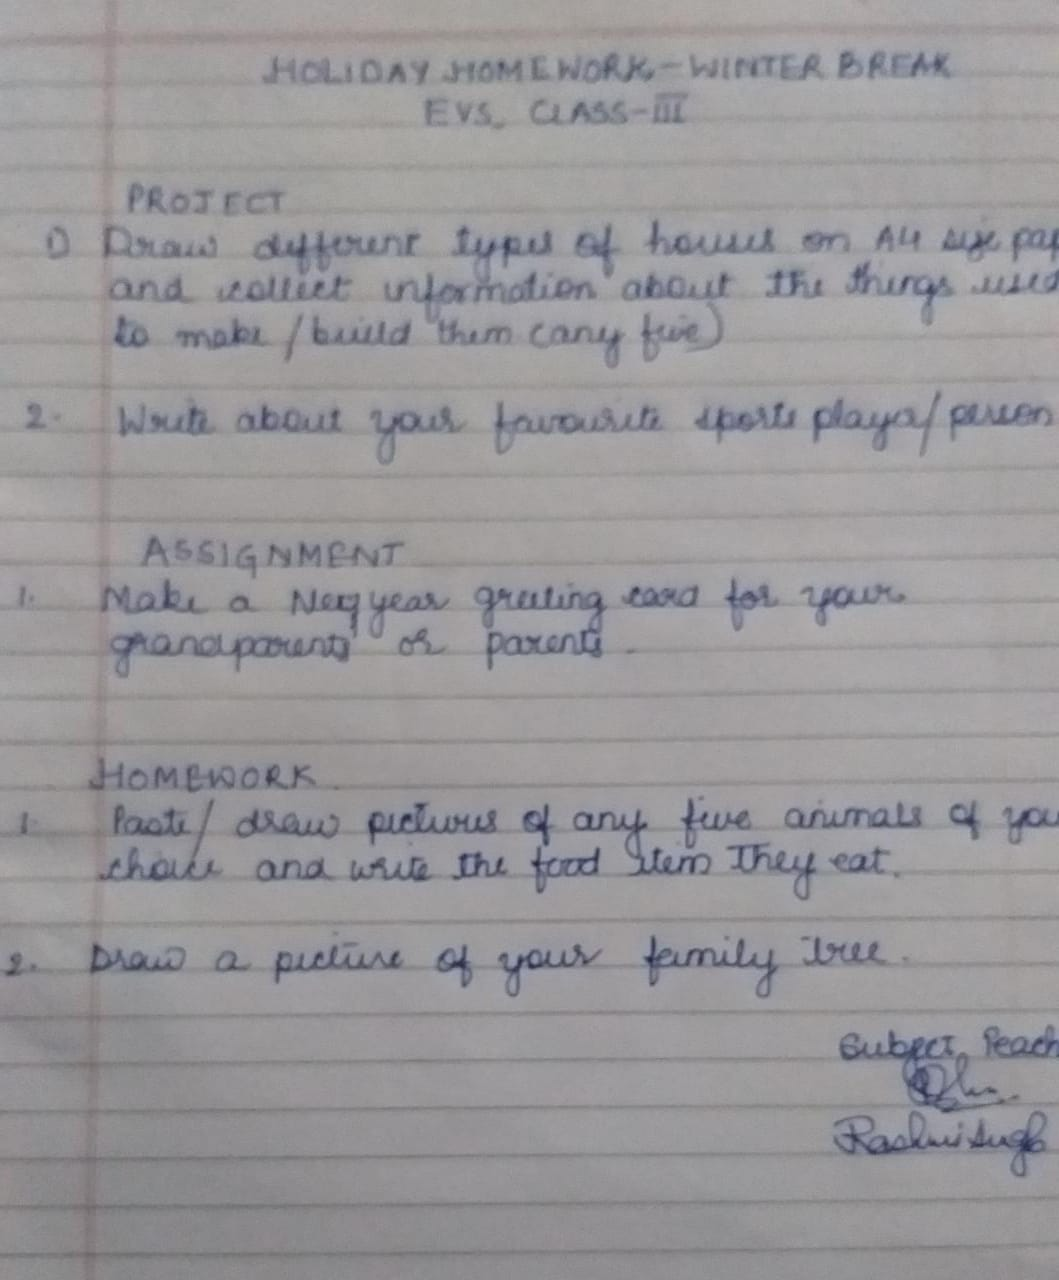 HOLIDAY HOMEWORK - WINTER BREAK
EVS CLASS-III
PROJECT
1) Draw different types of houses on A4 size pap
and collect information about the things used
to make / build them (any five)
2. Write about your favourite sports player/ person
ASSIGNMENT
1. Make a New year greeting card for your
grandparents or parents.
HOMEWORK
1. Paste/ draw pictures of any five animals of you
choice and write the food item They eat.
2. Draw a picture of your family tree.
Subject Teach
Rashmi Singh